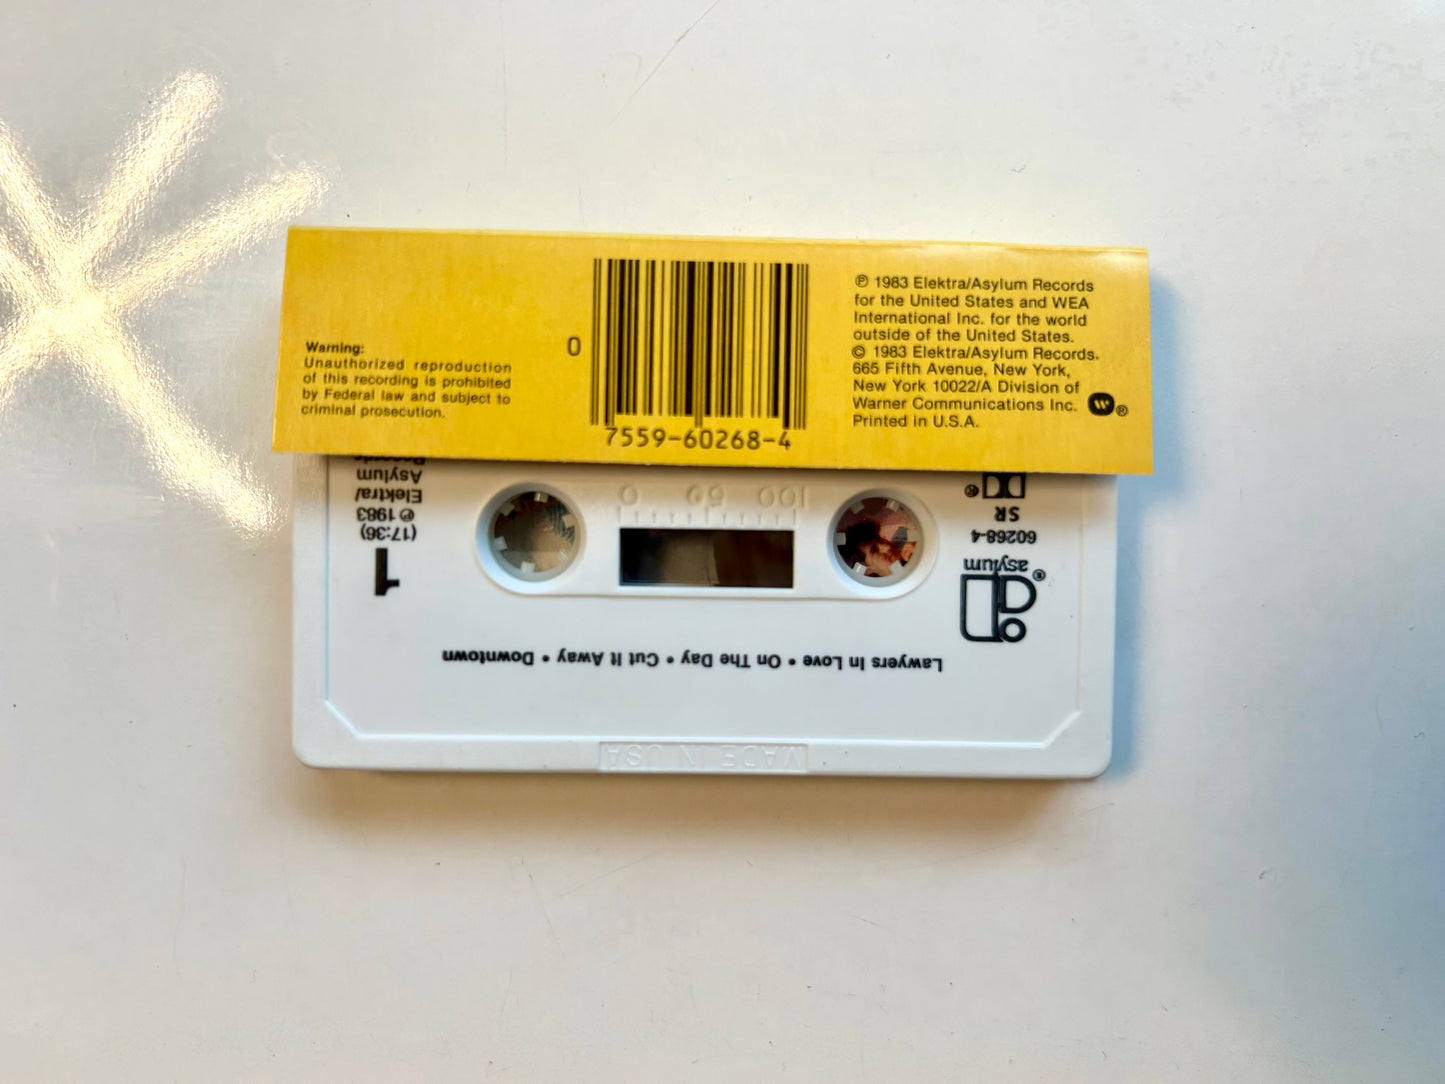 Warning:
Unauthorized reproduction
of this recording is prohibited
by Federal law and subject to
criminal prosecution.
0
7559-60268-4
℗ 1983 Elektra/Asylum Records
for the United States and WEA
International Inc. for the world
outside of the United States.
© 1983 Elektra/Asylum Records.
665 Fifth Avenue, New York,
New York 10022/A Division of
Warner Communications Inc. W ®
Printed in U.S.A.
MADE IN USA
Lawyers In Love • On The Day • Cut It Away • Downtown
a
asylum ®
60268-4
SR
®
1
(17:36)
℗ 1983
Elektra/
Asylum
Records
100 50 0